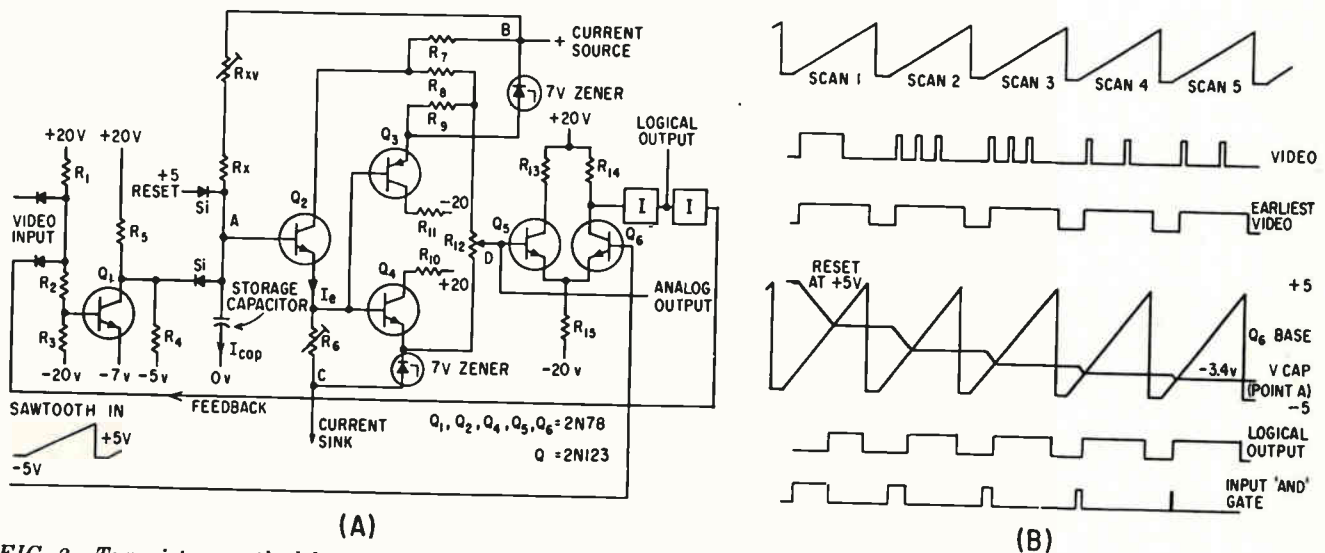 B
+ CURRENT SOURCE
R7
Rxv
R8
7V ZENER
R9
+20V
LOGICAL OUTPUT
Q3
+20V
+20V
R13
R14
R1
Rx
+5 RESET
Si
I
I
-20
R11
VIDEO INPUT
A
Q2
R5
R12
Q5
Q6
D
Q1
Si
R10
+20
Q4
R2
STORAGE CAPACITOR
Ie
ANALOG OUTPUT
R3
R4
R6
R15
Icap
7V ZENER
-20V
-7V
-5V
0V
C
-20V
FEEDBACK
SAWTOOTH IN
CURRENT SINK
Q1, Q2, Q4, Q5, Q6=2N78
+5V
Q =2N123
-5V
(A)
SCAN 1
SCAN 2
SCAN 3
SCAN 4
SCAN 5
VIDEO
EARLIEST VIDEO
RESET AT +5V
+5
Q6 BASE
-3.4v
V CAP
(POINT A)
-5
LOGICAL OUTPUT
INPUT 'AND' GATE
(B)